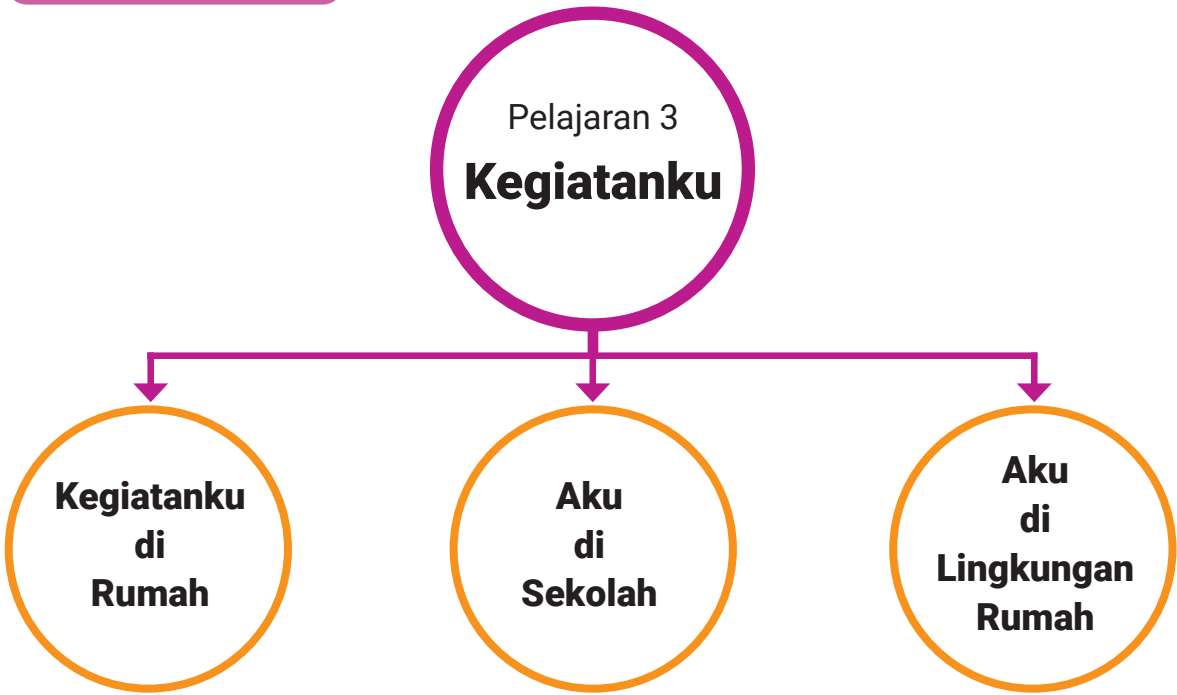 Pelajaran 3
Kegiatanku
Kegiatanku
di
Rumah
Aku
di
Sekolah
Aku
di
Lingkungan
Rumah